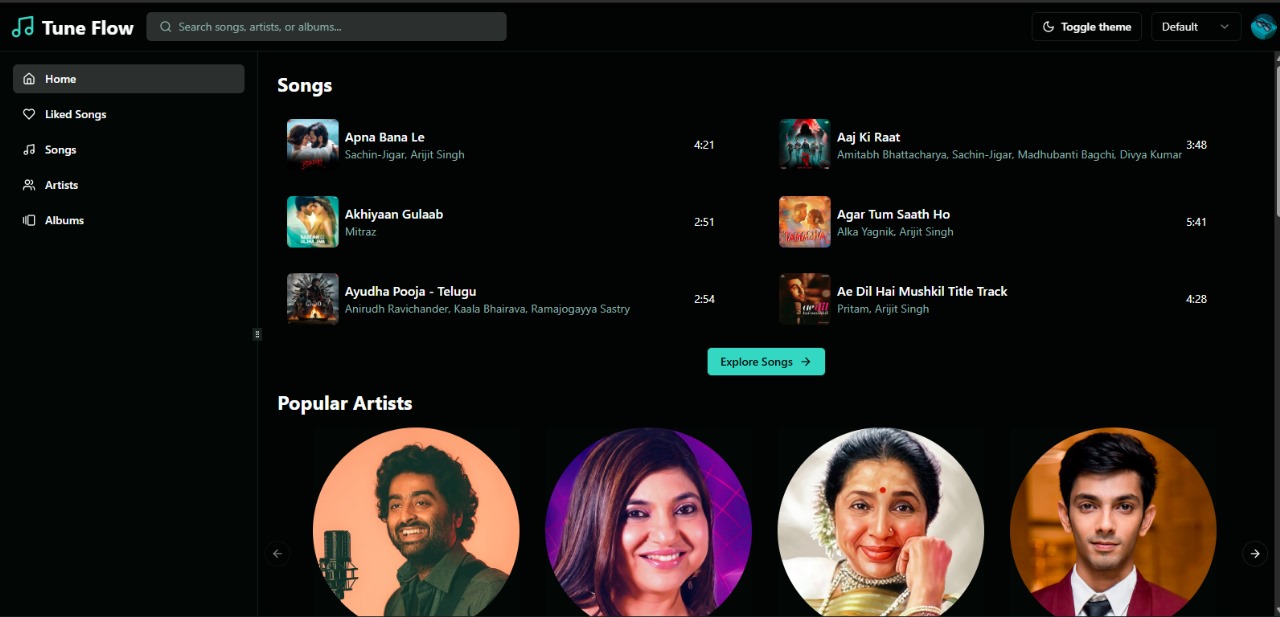 Tune Flow
Search songs, artists, or albums...
Toggle theme
Default
Home
Liked Songs
Songs
Artists
Albums
Songs
Apna Bana Le
Sachin-Jigar, Arijit Singh
4:21
Aaj Ki Raat
Amitabh Bhattacharya, Sachin-Jigar, Madhubanti Bagchi, Divya Kumar
3:48
Akhiyaan Gulaab
Mitraz
2:51
Agar Tum Saath Ho
Alka Yagnik, Arijit Singh
5:41
Ayudha Pooja - Telugu
Anirudh Ravichander, Kaala Bhairava, Ramajogayya Sastry
2:54
Ae Dil Hai Mushkil Title Track
Pritam, Arijit Singh
4:28
Explore Songs
Popular Artists